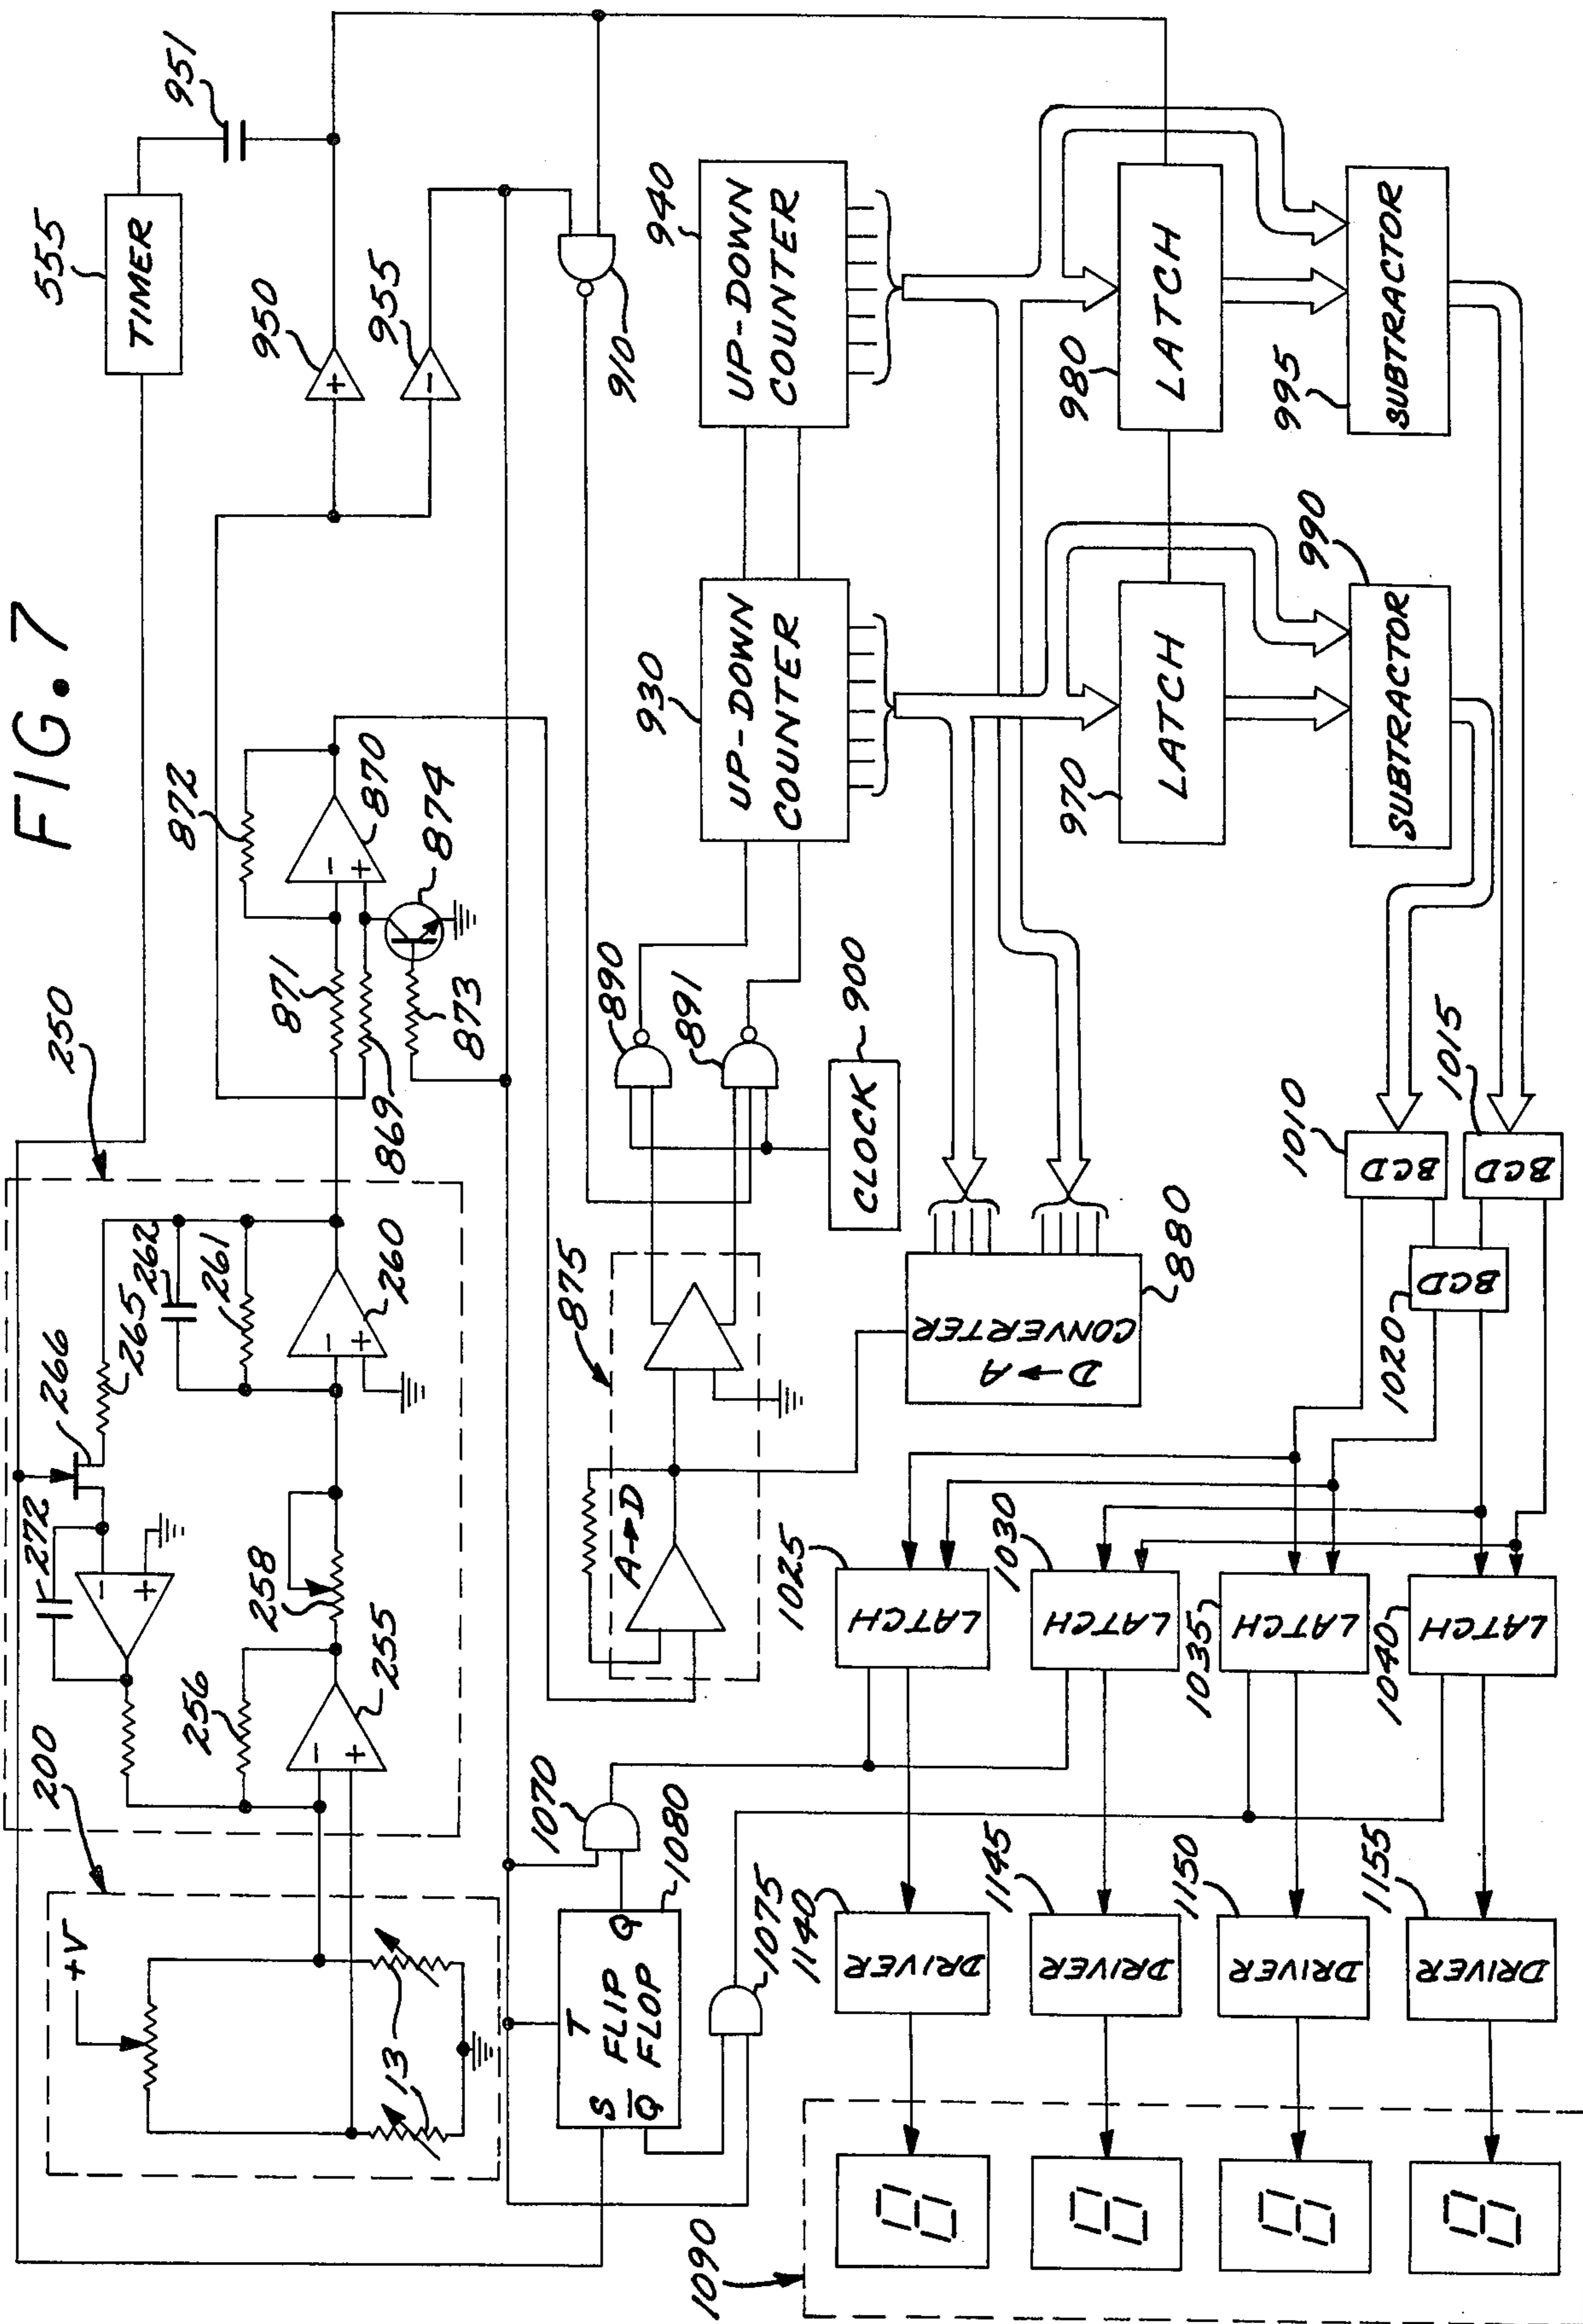 FIG. 7
200
+V
13
250
272
266
265
262
261
256
255
258
260
872
871
870
869
873
874
555
TIMER
951
950
955
910
875
A→D
890
891
900
CLOCK
930
UP-DOWN
COUNTER
940
UP-DOWN
COUNTER
880
D→A
CONVERTER
970
LATCH
980
LATCH
990
SUBTRACTOR
995
SUBTRACTOR
1010
BCD
1015
BCD
1020
BCD
1025
LATCH
1030
LATCH
1035
LATCH
1040
LATCH
1070
1075
1080
T
S
FLIP
FLOP
Q
Q̅
1140
DRIVER
1145
DRIVER
1150
DRIVER
1155
DRIVER
1090
8
8
8
8